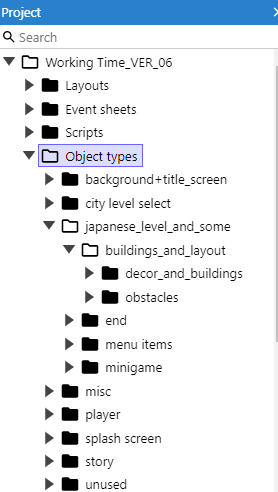 Project
Search
Working Time_VER_06
Layouts
Event sheets
Scripts
Object types
background+title_screen
city level select
japanese_level_and_some
buildings_and_layout
decor_and_buildings
obstacles
end
menu items
minigame
misc
player
splash screen
story
unused